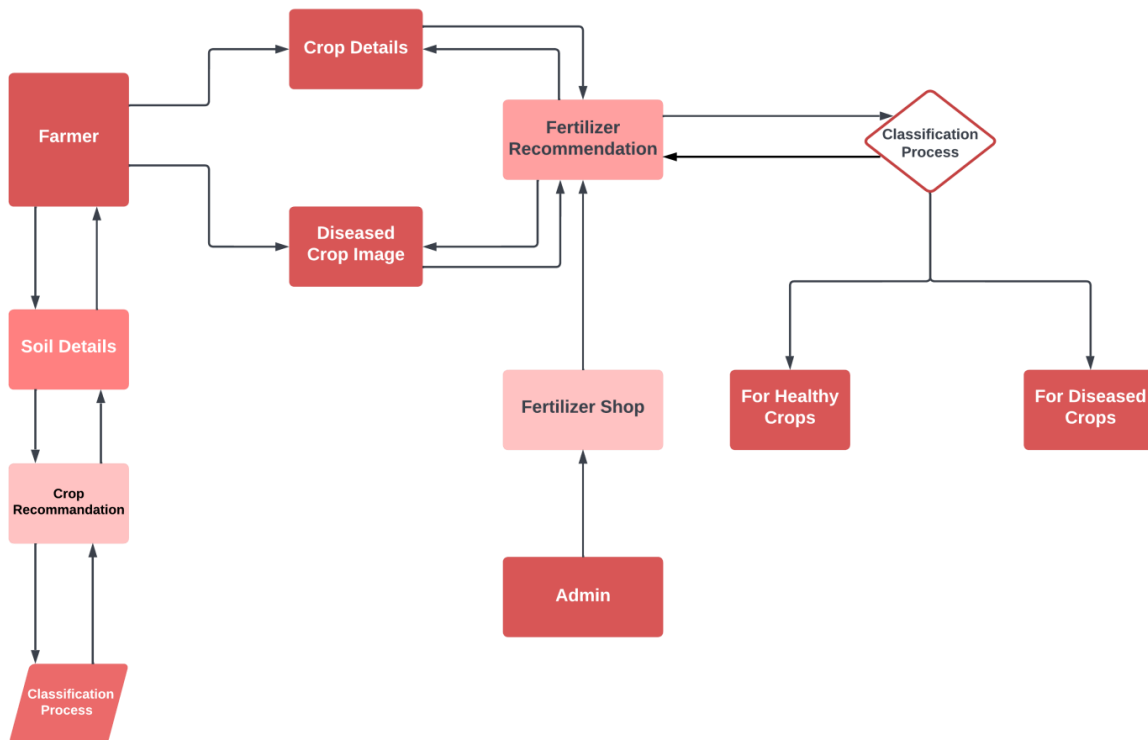 Crop Details
Farmer
Fertilizer
Recommendation
Classification
Process
Diseased
Crop Image
Soil Details
Fertilizer Shop
For Healthy
Crops
For Diseased
Crops
Crop
Recommandation
Admin
Classification
Process